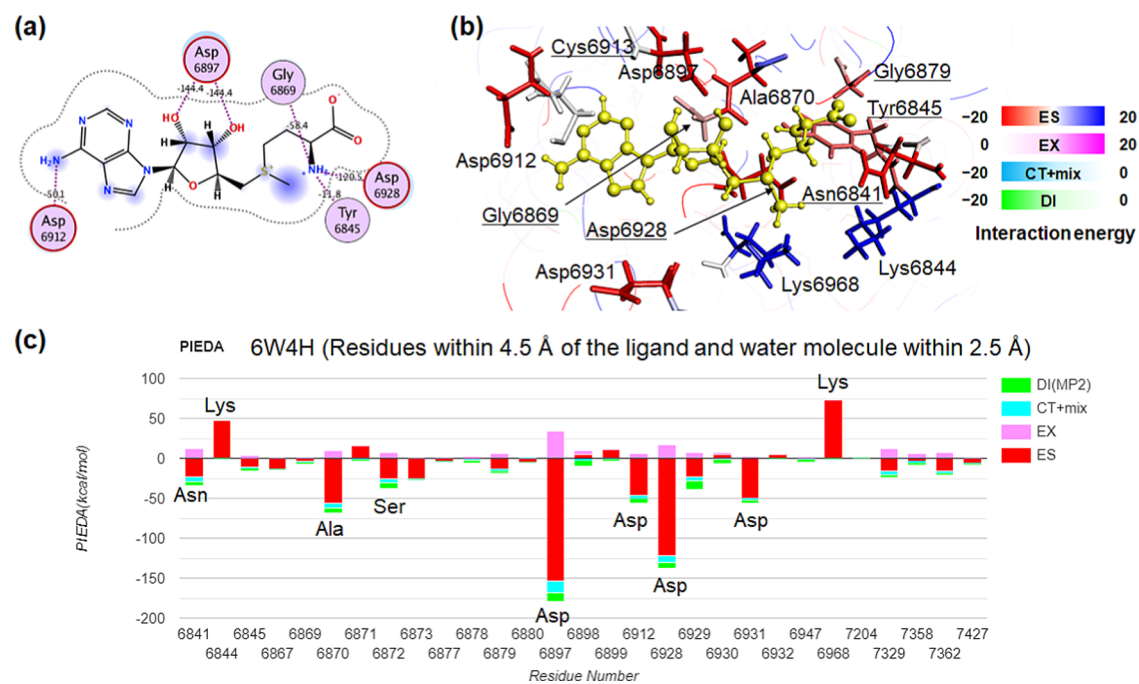 (a)
Asp
6897
-144.4
-144.4
Gly
6869
-58.4
HO
OH
O-
O
N
N
N
N
H2N
N
H
H
H
H
O
S+
+
NH3
-120.5
-11.8
-50.1
Asp
6928
Tyr
6845
Asp
6912
(b)
Cys6913
Asp6897
Gly6879
Ala6870
Tyr6845
Asp6912
Gly6869
Asp6928
Asn6841
Asp6931
Lys6968
Lys6844
−20 ES 20
0 EX 20
−20 CT+mix 0
−20 DI 0
Interaction energy
(c)
PIEDA 6W4H (Residues within 4.5 Å of the ligand and water molecule within 2.5 Å)
PIEDA(kcal/mol)
100
50
0
-50
-100
-150
-200
Lys
Lys
Asn
Ala
Ser
Asp
Asp
Asp
Asp
DI(MP2)
CT+mix
EX
ES
6841 6845 6869 6871 6873 6878 6880 6898 6912 6929 6931 6947 7204 7358 7427
6844 6867 6870 6872 6877 6879 6897 6899 6928 6930 6932 6968 7329 7362
Residue Number